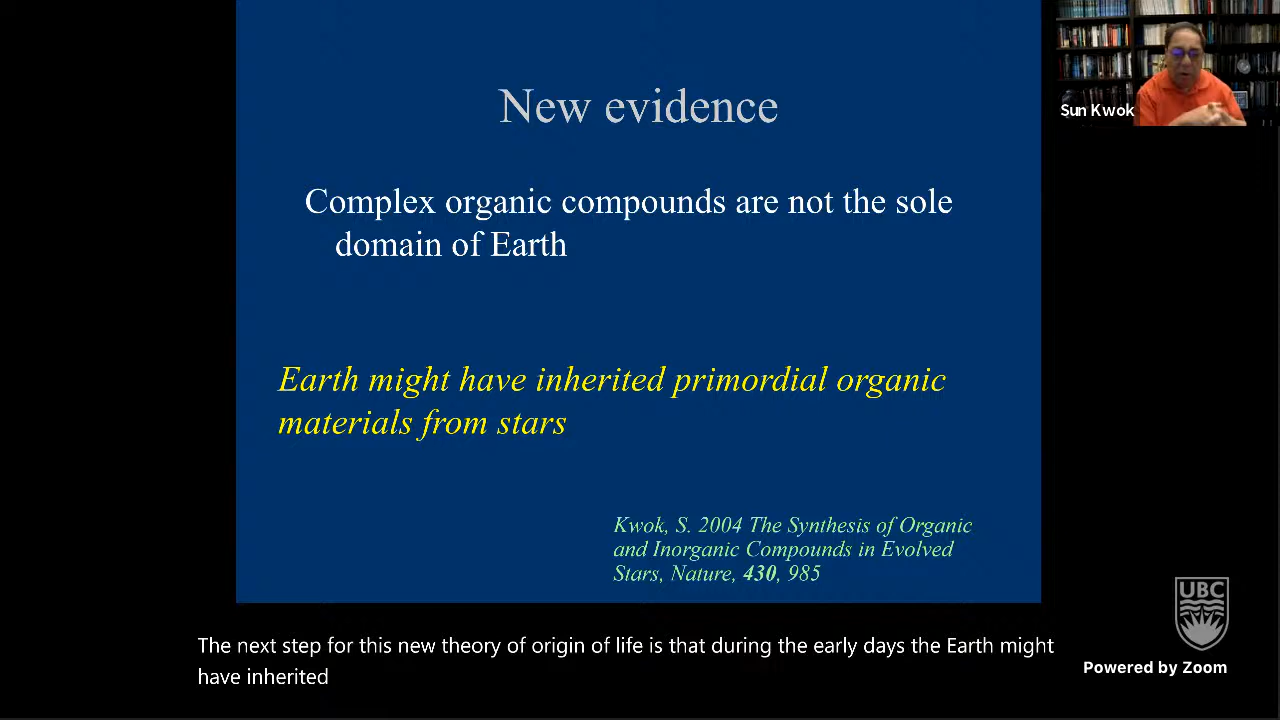 New evidence
Complex organic compounds are not the sole
domain of Earth
Earth might have inherited primordial organic
materials from stars
Kwok, S. 2004 The Synthesis of Organic
and Inorganic Compounds in Evolved
Stars, Nature, 430, 985
Sun Kwok
The next step for this new theory of origin of life is that during the early days the Earth might
have inherited
UBC
Powered by Zoom